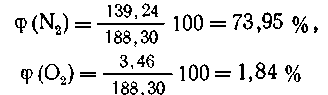 φ(N₂) = 139,24 / 188,30 100 = 73,95 %,
φ(O₂) = 3,46 / 188.30 100 = 1,84 %